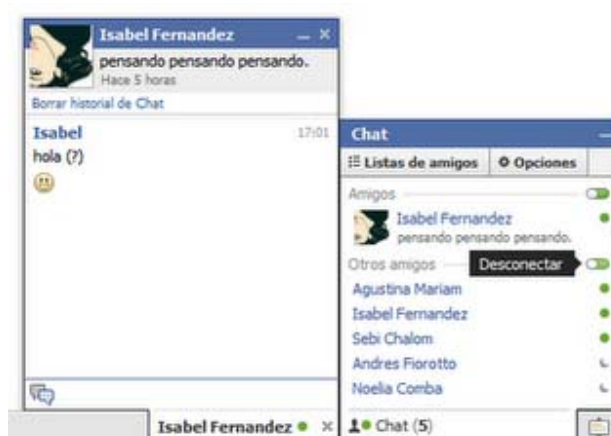 Isabel Fernandez
pensando pensando pensando.
Hace 5 horas
Borrar historial de Chat
Isabel 17:01
hola (?)
Isabel Fernandez
Chat
Listas de amigos Opciones
Amigos
Isabel Fernandez
pensando pensando pensando.
Otros amigos Desconectar
Agustina Mariam
Isabel Fernandez
Sebi Chalom
Andres Fiorotto
Noelia Comba
Chat (5)